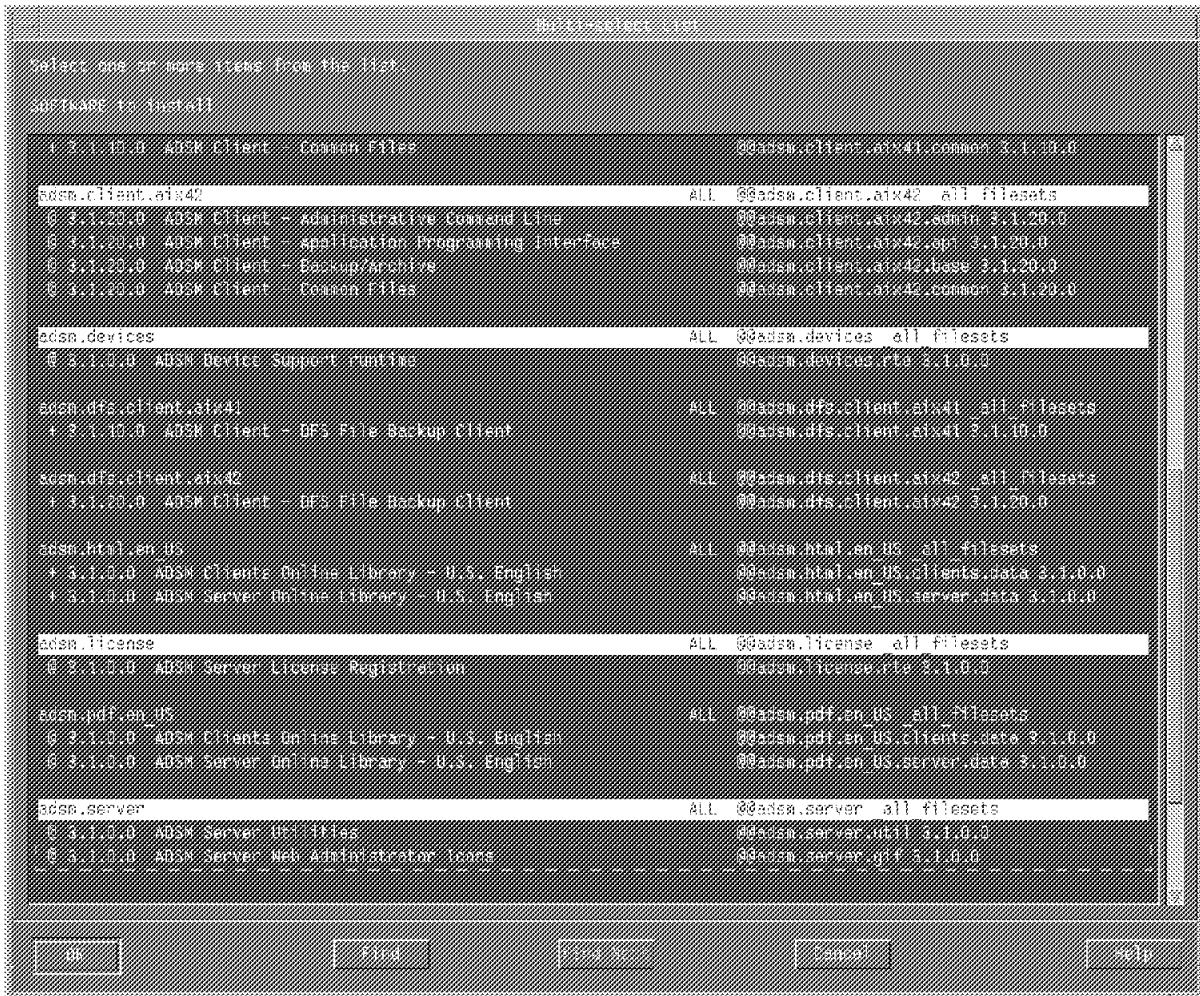 Multi-select List
Select one or more items from the list
SOFTWARE to install
+ 3.1.10.0 ADSM Client - Common Files @@adsm.client.aix41.common 3.1.10.0
adsm.client.aix42 ALL @@adsm.client.aix42 _all_filesets
@ 3.1.20.0 ADSM Client - Administrative Command Line @@adsm.client.aix42.admin 3.1.20.0
@ 3.1.20.0 ADSM Client - Application Programming Interface @@adsm.client.aix42.api 3.1.20.0
@ 3.1.20.0 ADSM Client - Backup/Archive @@adsm.client.aix42.base 3.1.20.0
@ 3.1.20.0 ADSM Client - Common Files @@adsm.client.aix42.common 3.1.20.0
adsm.devices ALL @@adsm.devices _all_filesets
@ 3.1.0.0 ADSM Device Support runtime @@adsm.devices.rte 3.1.0.0
adsm.dfs.client.aix41 ALL @@adsm.dfs.client.aix41 _all_filesets
+ 3.1.10.0 ADSM Client - DFS File Backup Client @@adsm.dfs.client.aix41 3.1.10.0
adsm.dfs.client.aix42 ALL @@adsm.dfs.client.aix42 _all_filesets
+ 3.1.20.0 ADSM Client - DFS File Backup Client @@adsm.dfs.client.aix42 3.1.20.0
adsm.html.en_US ALL @@adsm.html.en_US _all_filesets
+ 3.1.0.0 ADSM Clients Online Library - U.S. English @@adsm.html.en_US.clients.data 3.1.0.0
+ 3.1.0.0 ADSM Server Online Library - U.S. English @@adsm.html.en_US.server.data 3.1.0.0
adsm.license ALL @@adsm.license _all_filesets
@ 3.1.0.0 ADSM Server License Registration @@adsm.license.rte 3.1.0.0
adsm.pdf.en_US ALL @@adsm.pdf.en_US _all_filesets
@ 3.1.0.0 ADSM Clients Online Library - U.S. English @@adsm.pdf.en_US.clients.data 3.1.0.0
@ 3.1.0.0 ADSM Server Online Library - U.S. English @@adsm.pdf.en_US.server.data 3.1.0.0
adsm.server ALL @@adsm.server _all_filesets
@ 3.1.0.0 ADSM Server Utilities @@adsm.server.util 3.1.0.0
@ 3.1.0.0 ADSM Server Web Administrator Icons @@adsm.server.gif 3.1.0.0
OK Find Cancel Help